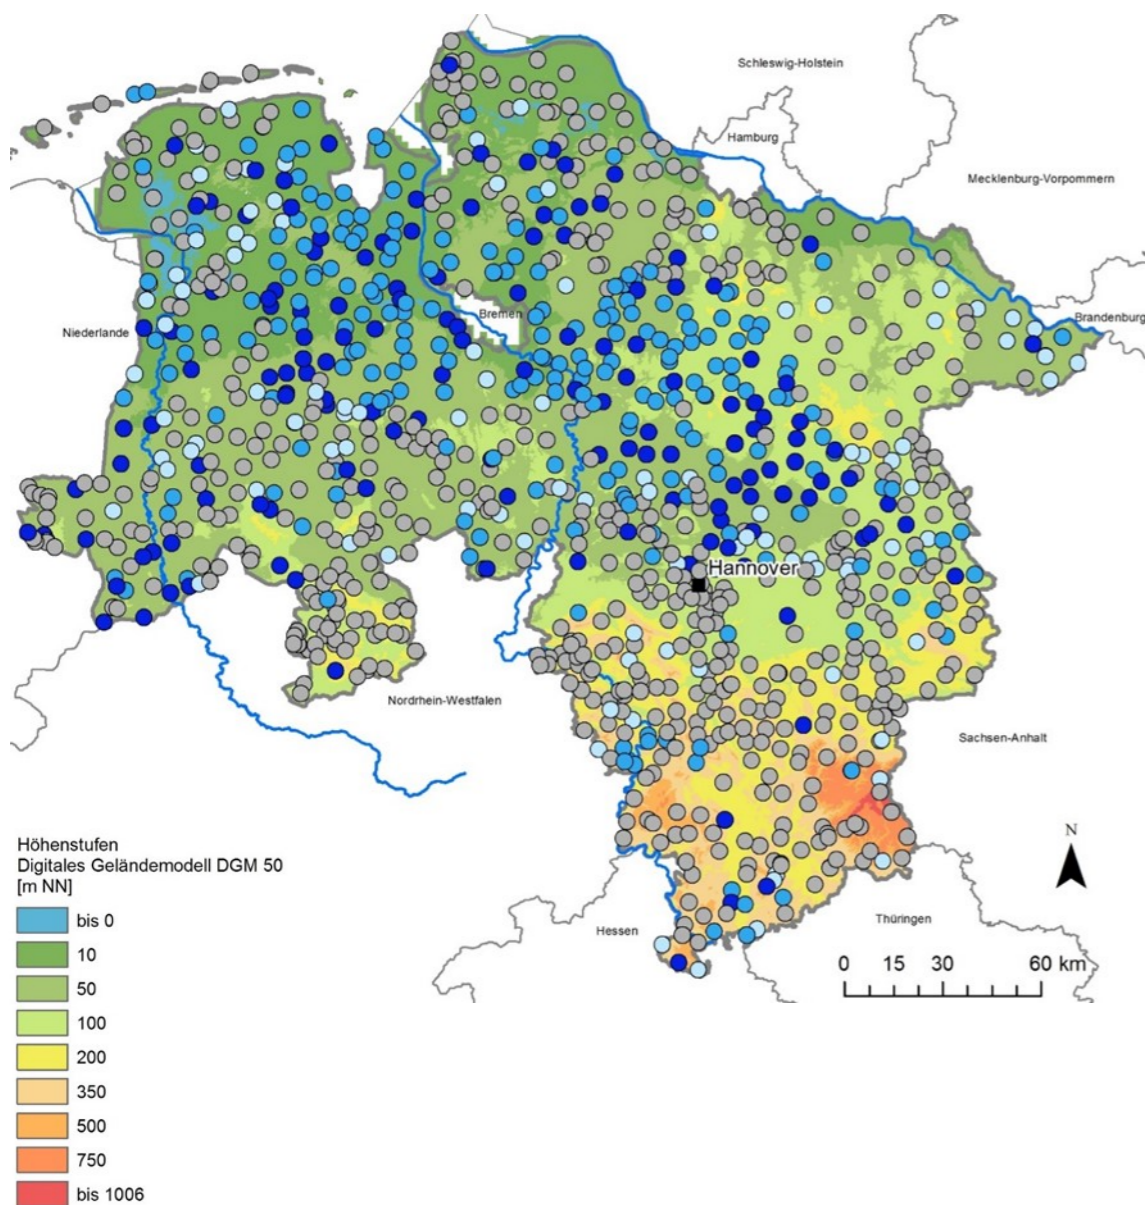 Schleswig-Holstein
Hamburg
Mecklenburg-Vorpommern
Niederlande
Bremen
Brandenburg
Hannover
Nordrhein-Westfalen
Sachsen-Anhalt
Höhenstufen
Digitales Geländemodell DGM 50
[m NN]
bis 0
10
50
100
200
350
500
750
bis 1006
Hessen
Thüringen
N
0 15 30 60 km